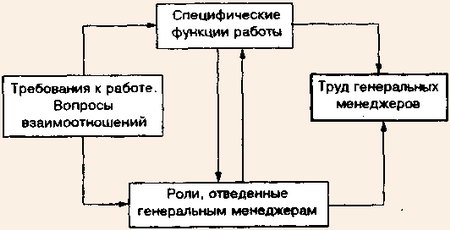 Специфические
функции работы
Требования к работе.
Вопросы
взаимоотношений
Труд генеральных
менеджеров
Роли, отведенные
генеральным менеджерам